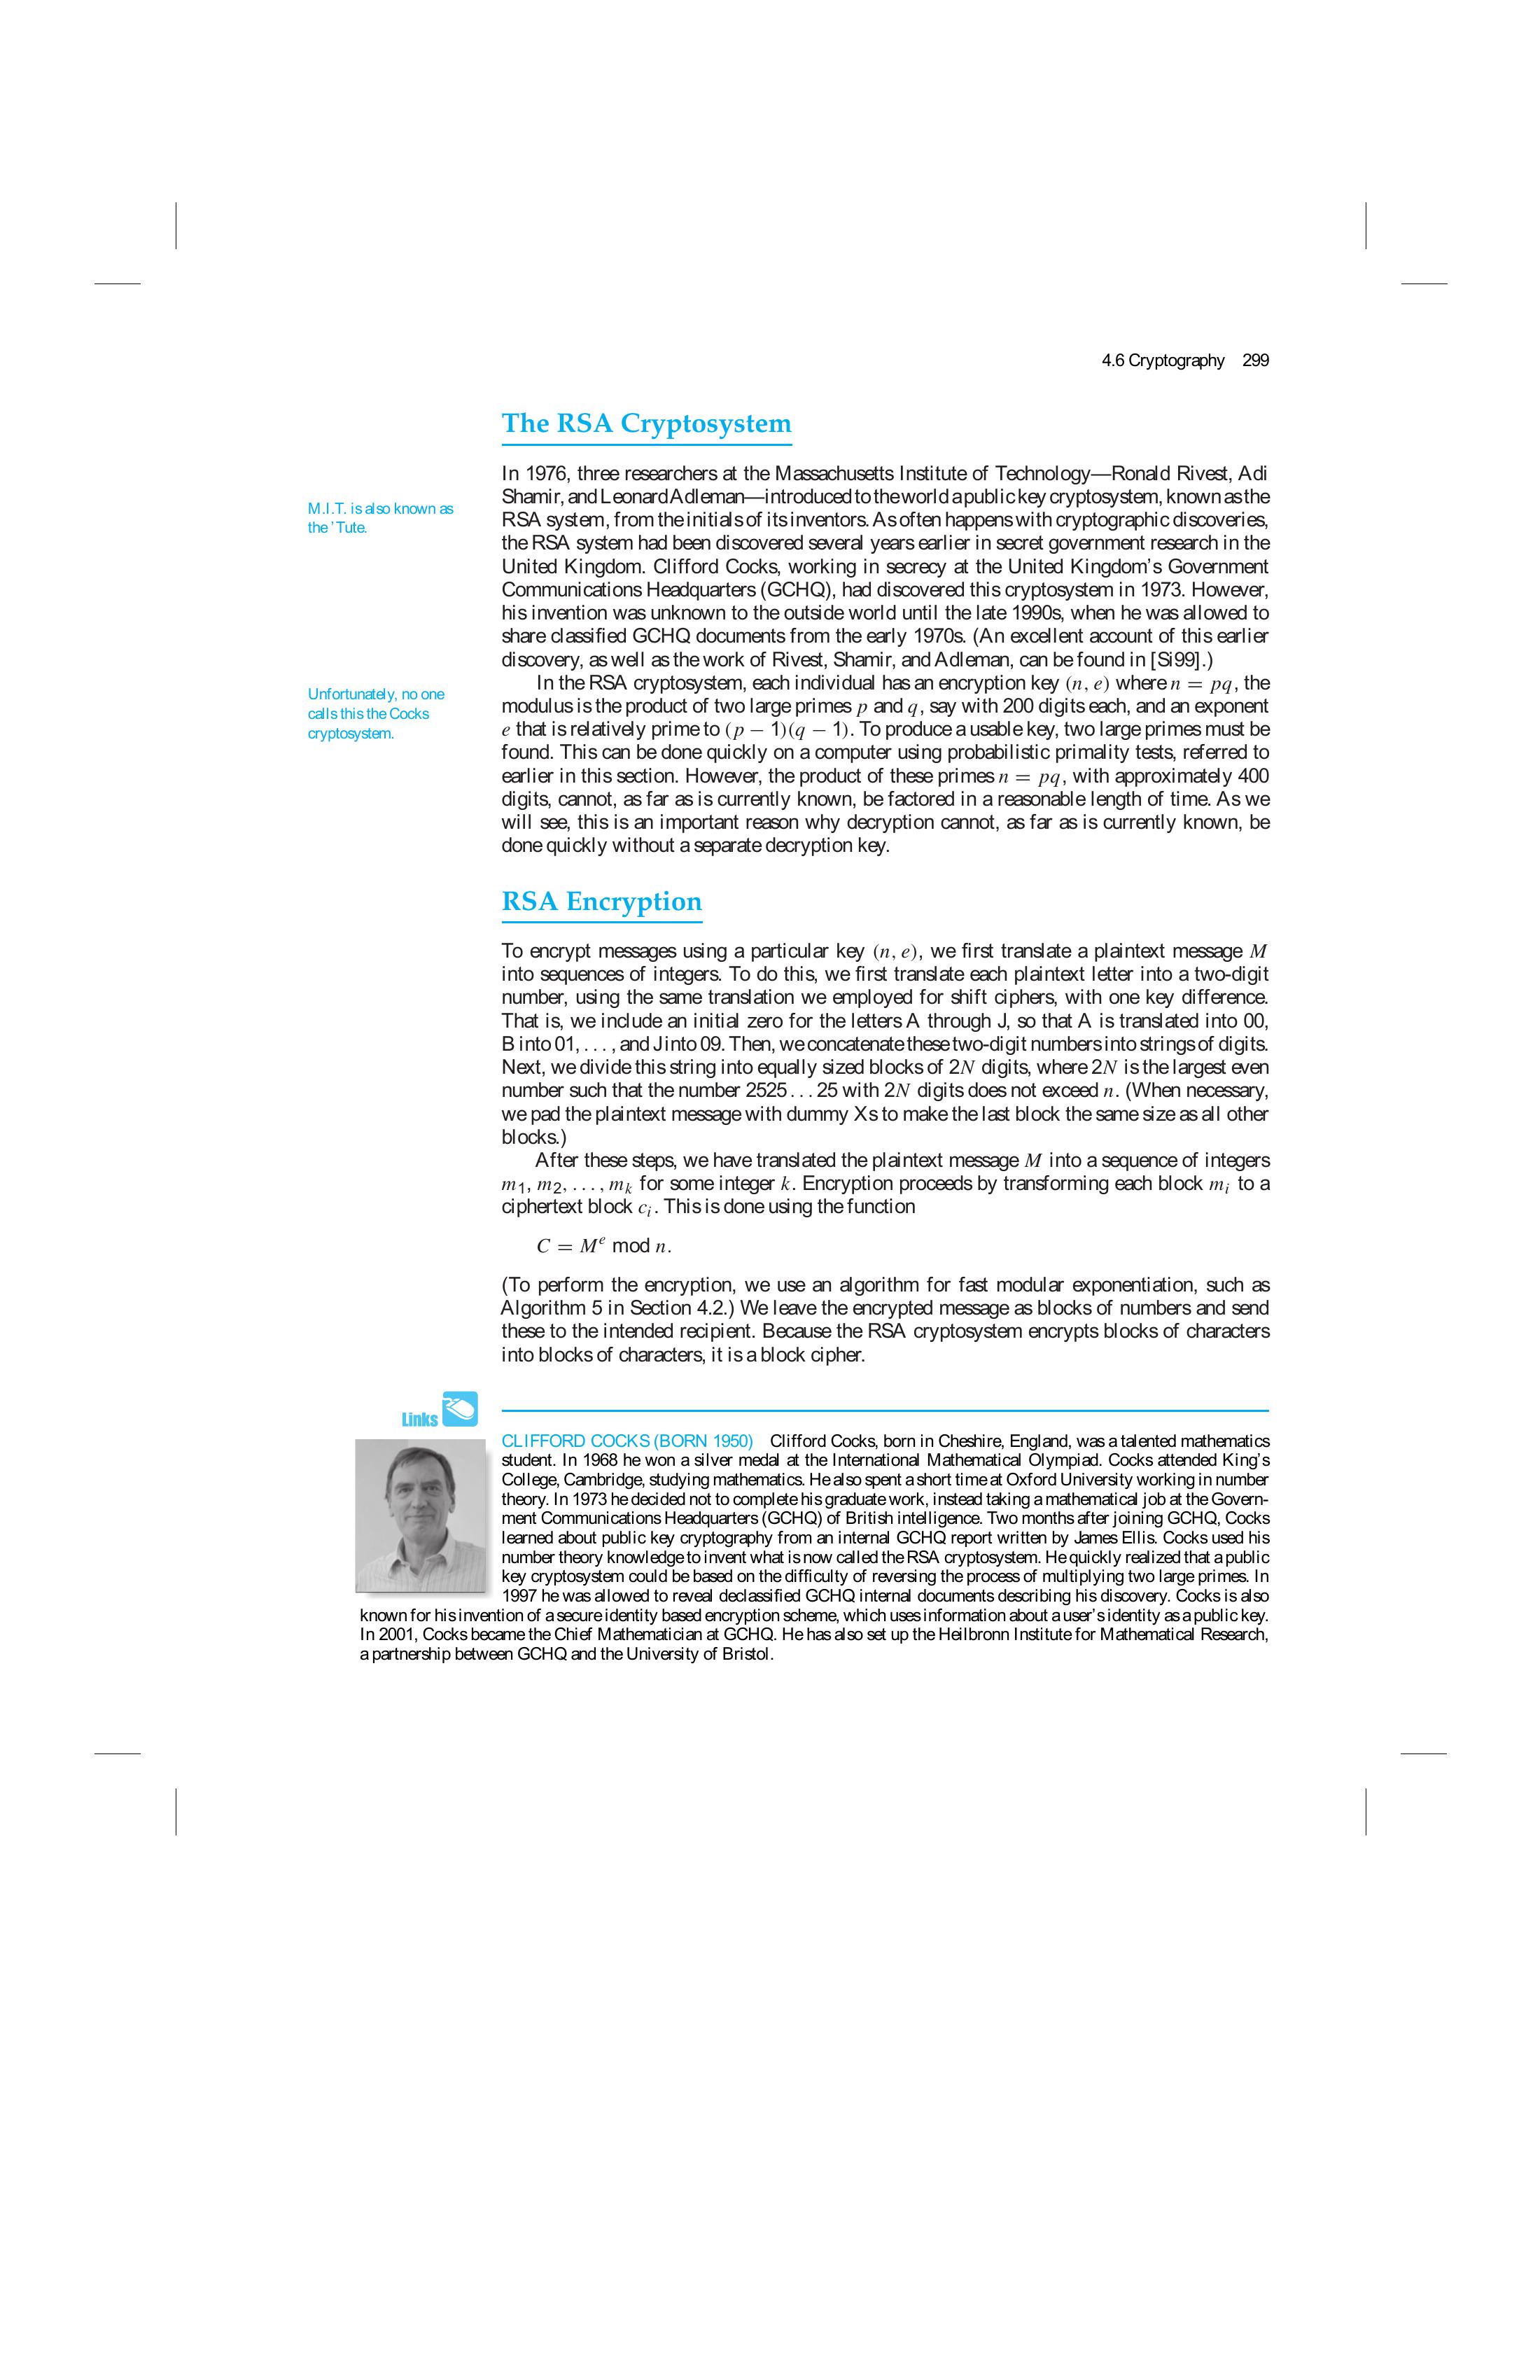 4.6 Cryptography 299
The RSA Cryptosystem
In 1976, three researchers at the Massachusetts Institute of Technology—Ronald Rivest, Adi
Shamir, and Leonard Adleman—introduced to the world a public key cryptosystem, known as the
M.I.T. is also known as
the ’Tute.
RSA system, from the initials of its inventors. As often happens with cryptographic discoveries,
the RSA system had been discovered several years earlier in secret government research in the
United Kingdom. Clifford Cocks, working in secrecy at the United Kingdom’s Government
Communications Headquarters (GCHQ), had discovered this cryptosystem in 1973. However,
his invention was unknown to the outside world until the late 1990s, when he was allowed to
share classified GCHQ documents from the early 1970s. (An excellent account of this earlier
discovery, as well as the work of Rivest, Shamir, and Adleman, can be found in [Si99].)
Unfortunately, no one
calls this the Cocks
cryptosystem.
In the RSA cryptosystem, each individual has an encryption key (n, e) where n = pq, the
modulus is the product of two large primes p and q, say with 200 digits each, and an exponent
e that is relatively prime to (p − 1)(q − 1). To produce a usable key, two large primes must be
found. This can be done quickly on a computer using probabilistic primality tests, referred to
earlier in this section. However, the product of these primes n = pq, with approximately 400
digits, cannot, as far as is currently known, be factored in a reasonable length of time. As we
will see, this is an important reason why decryption cannot, as far as is currently known, be
done quickly without a separate decryption key.
RSA Encryption
To encrypt messages using a particular key (n, e), we first translate a plaintext message M
into sequences of integers. To do this, we first translate each plaintext letter into a two-digit
number, using the same translation we employed for shift ciphers, with one key difference.
That is, we include an initial zero for the letters A through J, so that A is translated into 00,
B into 01, . . . , and J into 09. Then, we concatenate these two-digit numbers into strings of digits.
Next, we divide this string into equally sized blocks of 2N digits, where 2N is the largest even
number such that the number 2525 . . . 25 with 2N digits does not exceed n. (When necessary,
we pad the plaintext message with dummy Xs to make the last block the same size as all other
blocks.)
After these steps, we have translated the plaintext message M into a sequence of integers
m₁, m₂, . . . , mₖ for some integer k. Encryption proceeds by transforming each block mᵢ to a
ciphertext block cᵢ. This is done using the function
C = Mᵉ mod n.
(To perform the encryption, we use an algorithm for fast modular exponentiation, such as
Algorithm 5 in Section 4.2.) We leave the encrypted message as blocks of numbers and send
these to the intended recipient. Because the RSA cryptosystem encrypts blocks of characters
into blocks of characters, it is a block cipher.
Links
CLIFFORD COCKS (BORN 1950) Clifford Cocks, born in Cheshire, England, was a talented mathematics
student. In 1968 he won a silver medal at the International Mathematical Olympiad. Cocks attended King’s
College, Cambridge, studying mathematics. He also spent a short time at Oxford University working in number
theory. In 1973 he decided not to complete his graduate work, instead taking a mathematical job at the Govern-
ment Communications Headquarters (GCHQ) of British intelligence. Two months after joining GCHQ, Cocks
learned about public key cryptography from an internal GCHQ report written by James Ellis. Cocks used his
number theory knowledge to invent what is now called the RSA cryptosystem. He quickly realized that a public
key cryptosystem could be based on the difficulty of reversing the process of multiplying two large primes. In
1997 he was allowed to reveal declassified GCHQ internal documents describing his discovery. Cocks is also
known for his invention of a secure identity based encryption scheme, which uses information about a user’s identity as a public key.
In 2001, Cocks became the Chief Mathematician at GCHQ. He has also set up the Heilbronn Institute for Mathematical Research,
a partnership between GCHQ and the University of Bristol.